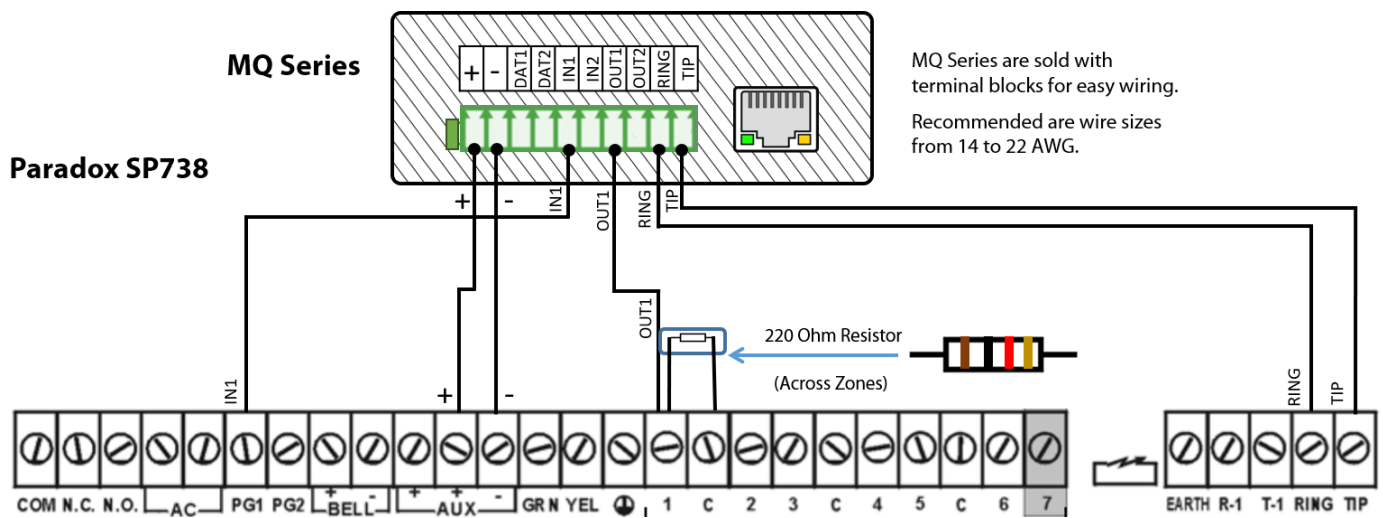 MQ Series
+ - DAT1 DAT2 IN1 IN2 OUT1 OUT2 RING TIP
MQ Series are sold with
terminal blocks for easy wiring.
Recommended are wire sizes
from 14 to 22 AWG.
Paradox SP738
+ - IN1 OUT1 RING TIP
OUT1
220 Ohm Resistor
(Across Zones)
IN1 + - RING TIP
+ - + + -
COM N.C. N.O. AC PG1 PG2 BELL AUX GRN YEL 1 C 2 3 C 4 5 C 6 7 EARTH R-1 T-1 RING TIP